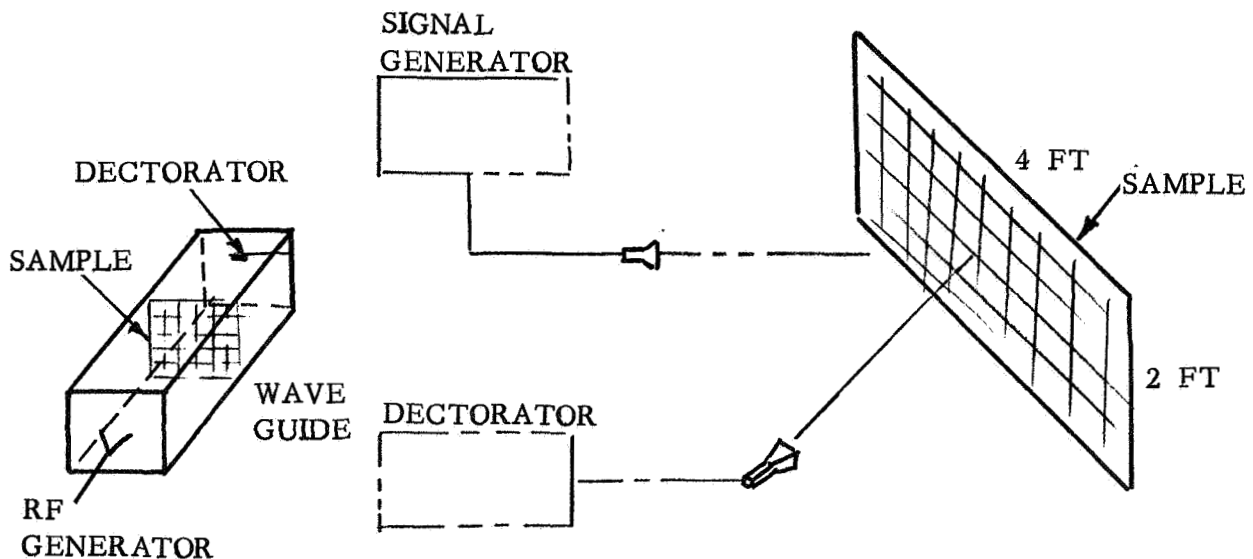 SIGNAL
GENERATOR
DECTORATOR
SAMPLE
WAVE
GUIDE
RF
GENERATOR
DECTORATOR
4 FT
SAMPLE
2 FT